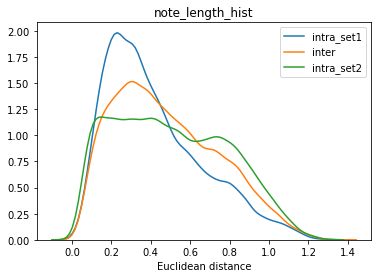 note_length_hist
2.00
1.75
1.50
1.25
1.00
0.75
0.50
0.25
0.00
intra_set1
inter
intra_set2
0.0 0.2 0.4 0.6 0.8 1.0 1.2 1.4
Euclidean distance